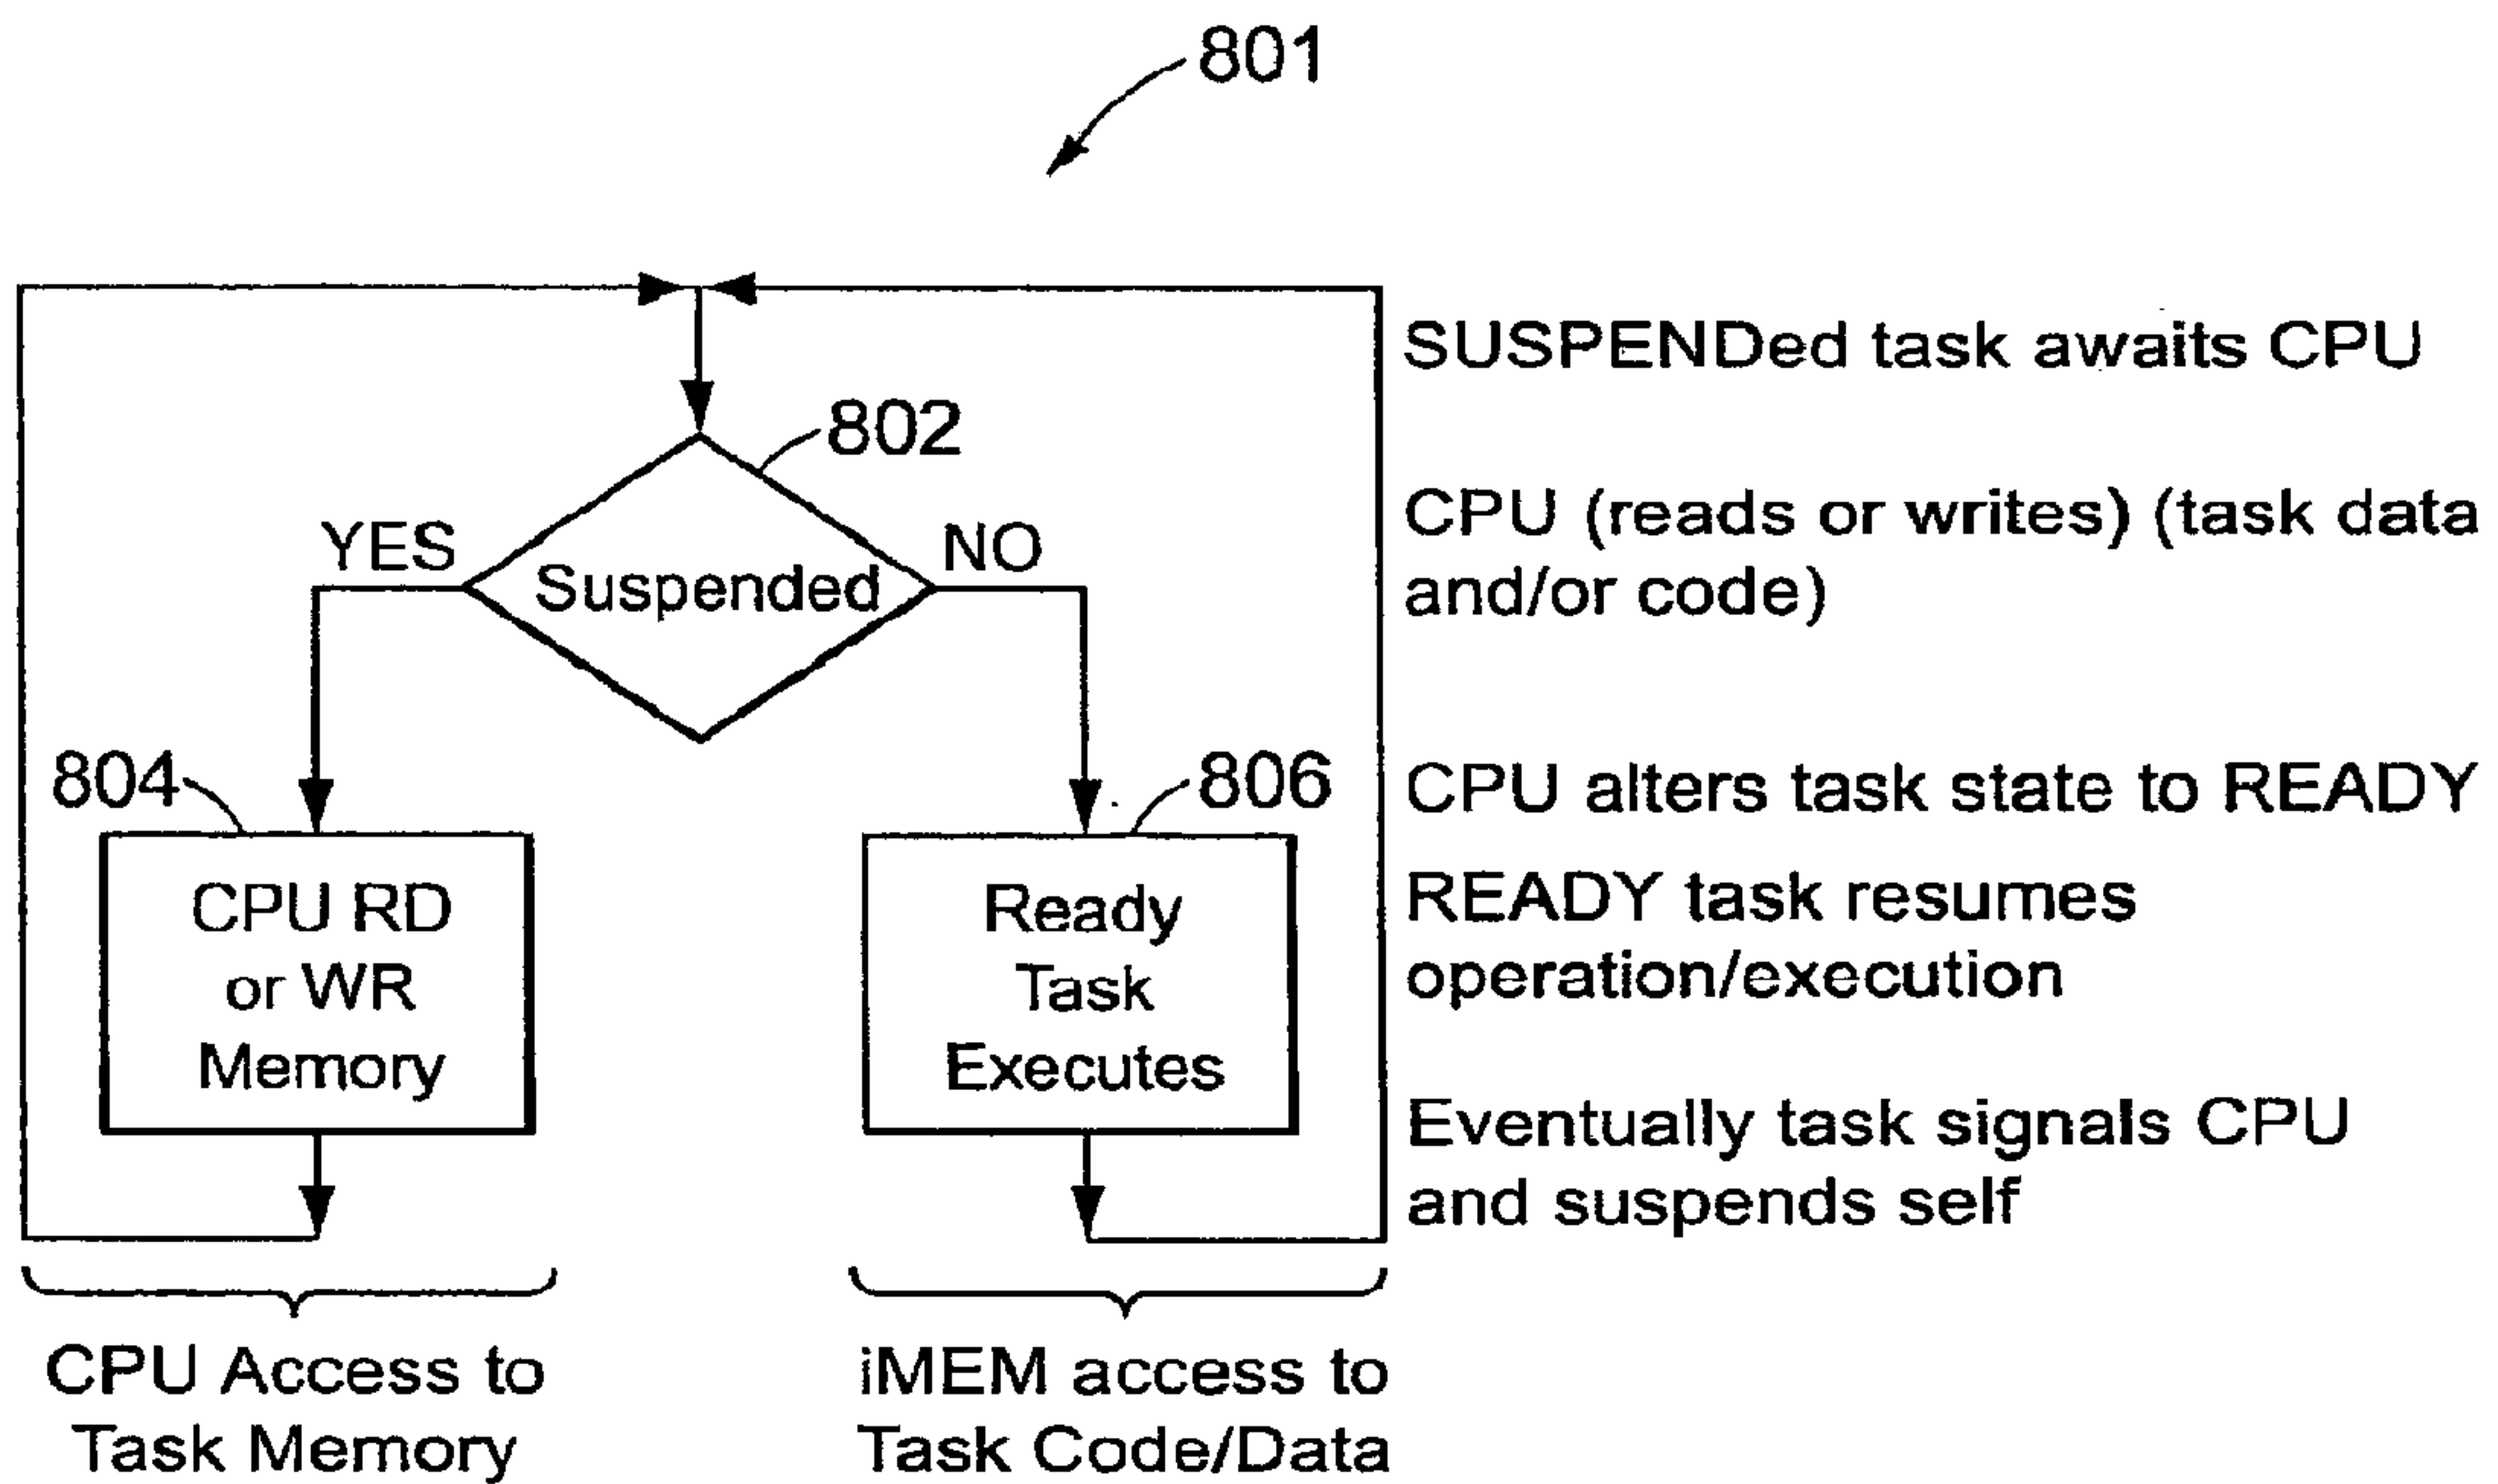 801
802
YES
NO
Suspended
804
806
CPU RD
or WR
Memory
Ready
Task
Executes
CPU Access to
Task Memory
iMEM access to
Task Code/Data
SUSPENDed task awaits CPU
CPU (reads or writes) (task data
and/or code)
CPU alters task state to READY
READY task resumes
operation/execution
Eventually task signals CPU
and suspends self